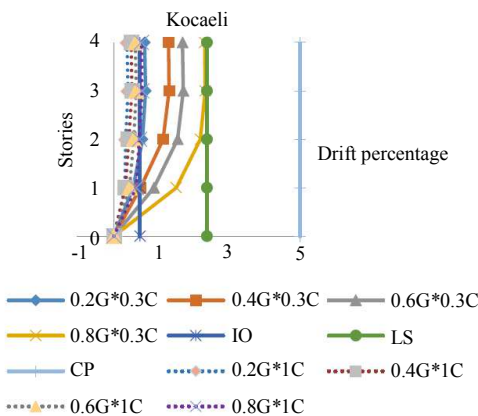 Kocaeli
4
3
2
1
0
Stories
Drift percentage
-1 1 3 5
0.2G*0.3C 0.4G*0.3C 0.6G*0.3C
0.8G*0.3C IO LS
CP 0.2G*1C 0.4G*1C
0.6G*1C 0.8G*1C